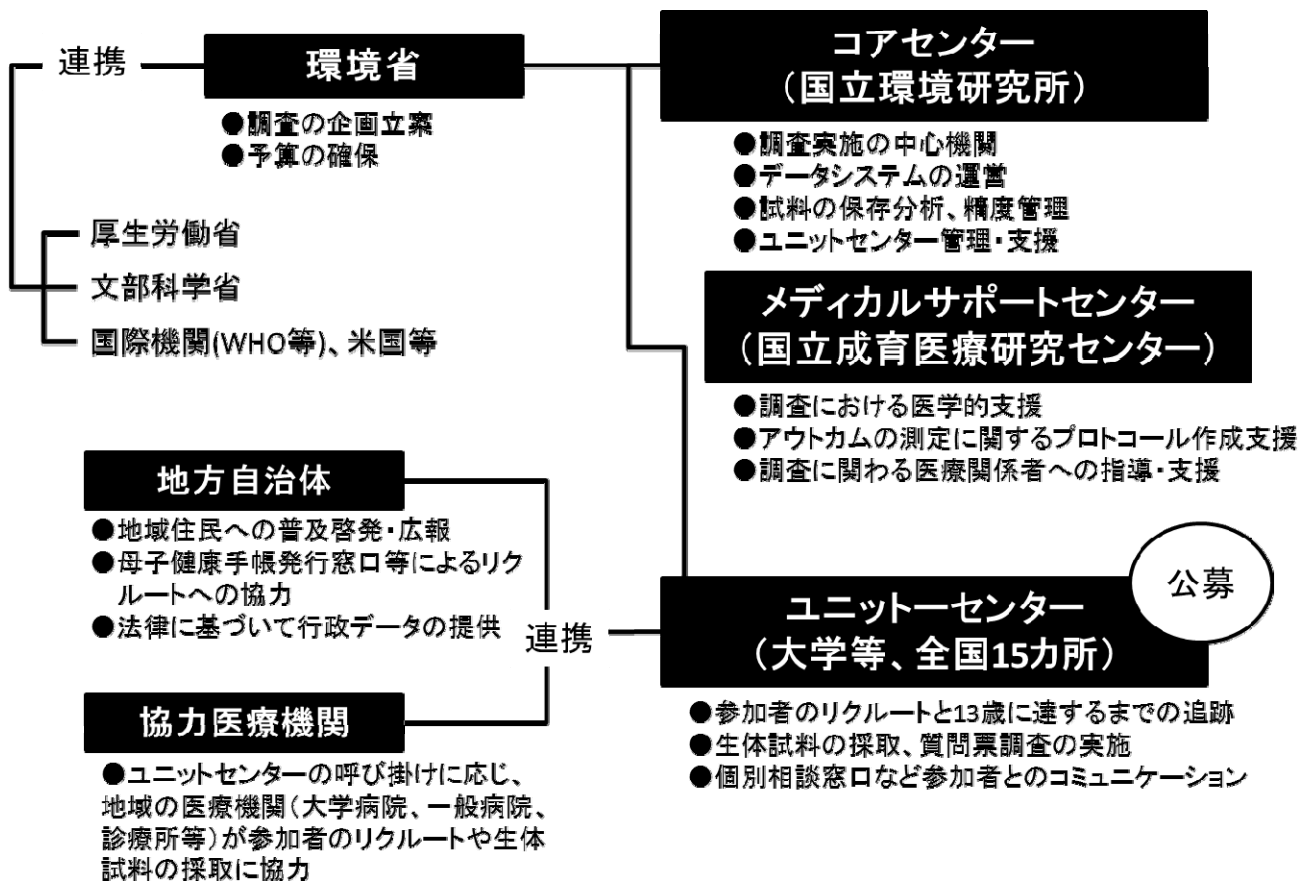 連携
環境省
●調査の企画立案
●予算の確保
厚生労働省
文部科学省
国際機関(WHO等)、米国等
コアセンター
（国立環境研究所）
●調査実施の中心機関
●データシステムの運営
●試料の保存分析、精度管理
●ユニットセンター管理・支援
メディカルサポートセンター
（国立成育医療研究センター）
●調査における医学的支援
●アウトカムの測定に関するプロトコール作成支援
●調査に関わる医療関係者への指導・支援
地方自治体
●地域住民への普及啓発・広報
●母子健康手帳発行窓口等によるリク
ルートへの協力
●法律に基づいて行政データの提供
連携
協力医療機関
●ユニットセンターの呼び掛けに応じ、
地域の医療機関（大学病院、一般病院、
診療所等）が参加者のリクルートや生体
試料の採取に協力
公募
ユニットーセンター
（大学等、全国15カ所）
●参加者のリクルートと13歳に達するまでの追跡
●生体試料の採取、質問票調査の実施
●個別相談窓口など参加者とのコミュニケーション